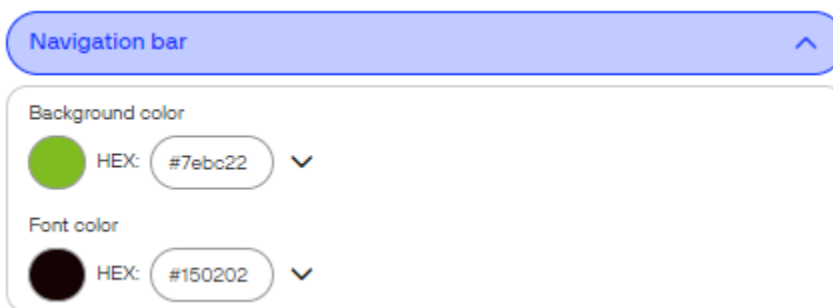 Navigation bar
Background color
HEX: #7ebc22
Font color
HEX: #150202